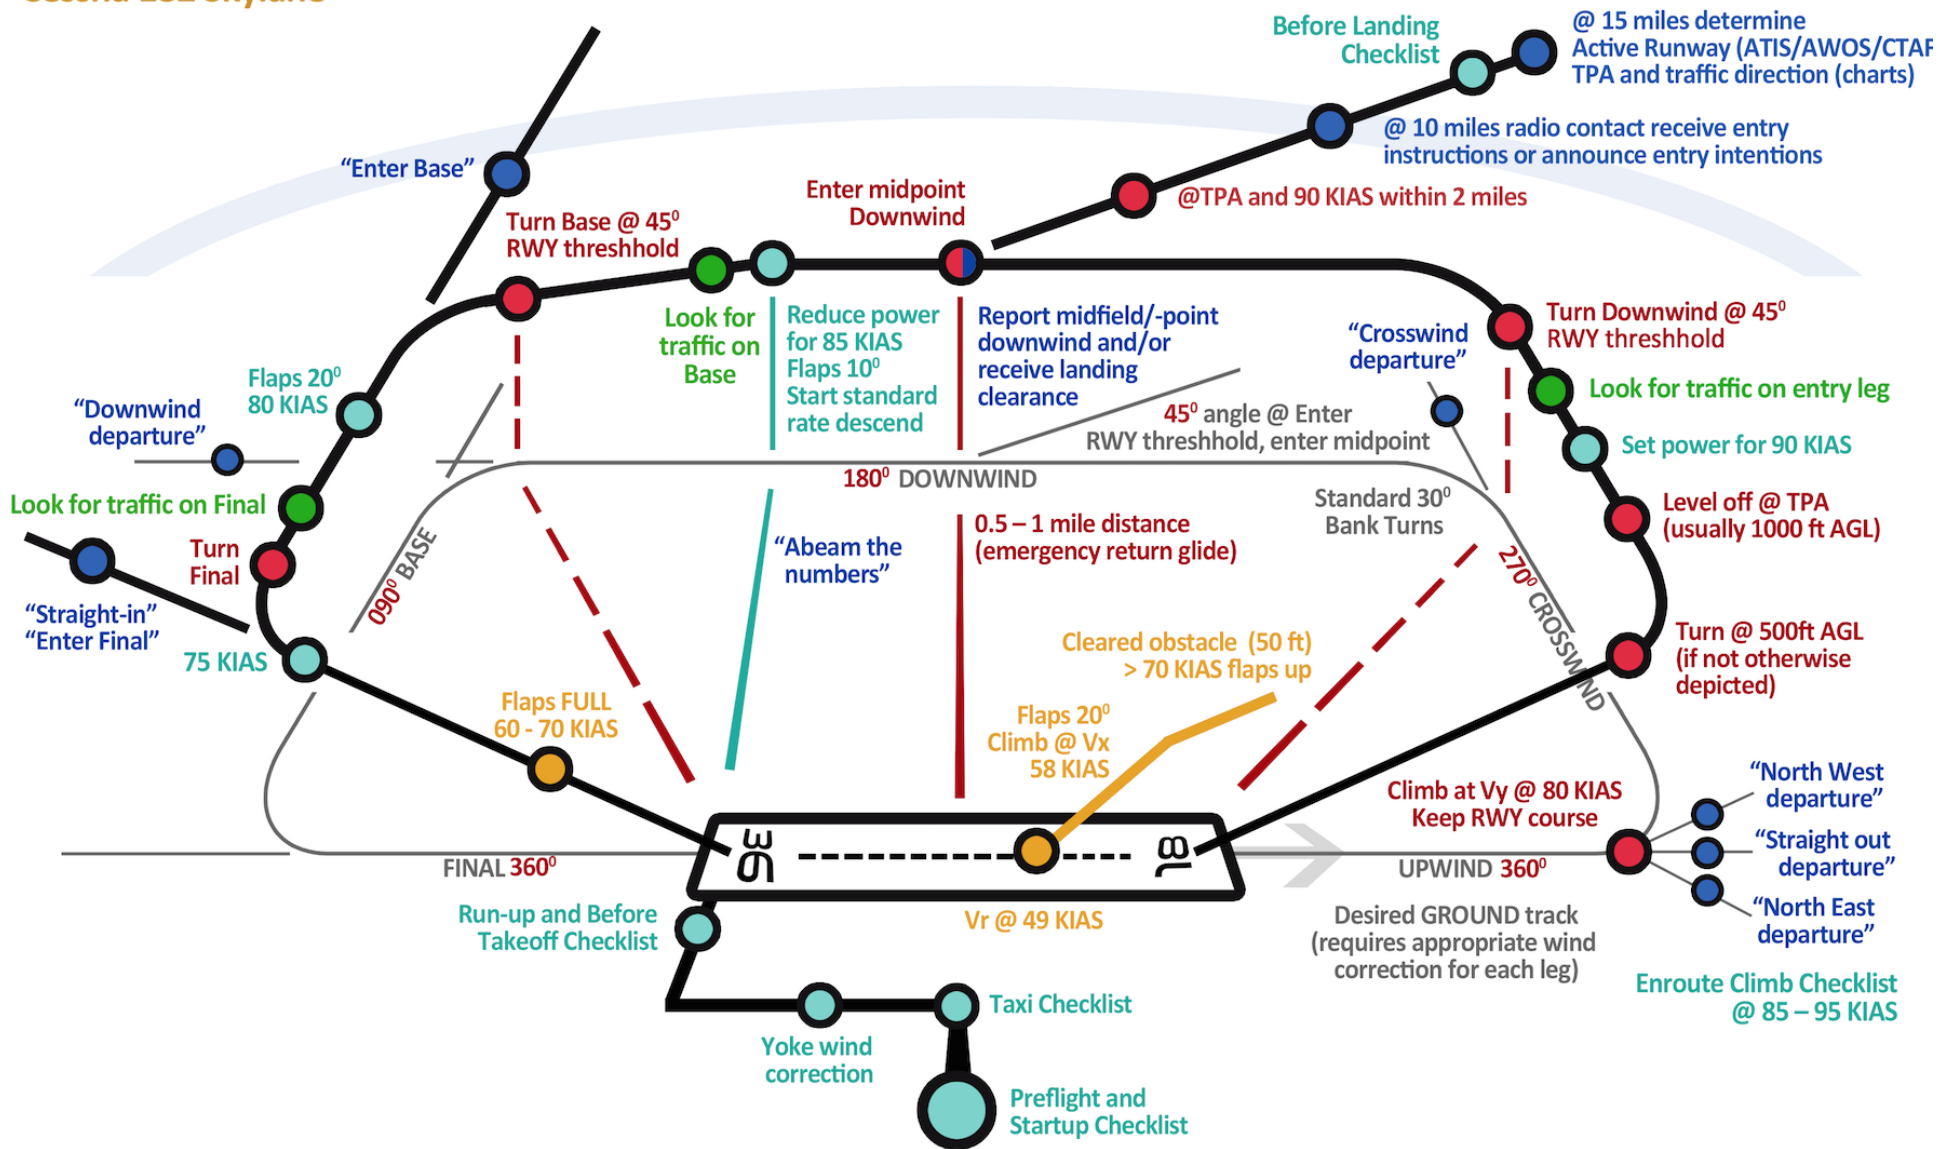 Before Landing
Checklist
@ 15 miles determine
Active Runway (ATIS/AWOS/CTAF
TPA and traffic direction (charts)
@ 10 miles radio contact receive entry
instructions or announce entry intentions
@TPA and 90 KIAS within 2 miles
“Enter Base”
Enter midpoint
Downwind
Turn Base @ 45⁰
RWY threshhold
Look for
traffic on
Base
Reduce power
for 85 KIAS
Flaps 10⁰
Start standard
rate descend
Report midfield/-point
downwind and/or
receive landing
clearance
“Crosswind
departure”
Turn Downwind @ 45⁰
RWY threshhold
Look for traffic on entry leg
Set power for 90 KIAS
Level off @ TPA
(usually 1000 ft AGL)
Turn @ 500ft AGL
(if not otherwise
depicted)
Flaps 20⁰
80 KIAS
“Downwind
departure”
Look for traffic on Final
Turn
Final
“Straight-in”
“Enter Final”
75 KIAS
090⁰ BASE
45⁰ angle @ Enter
RWY threshhold, enter midpoint
180⁰ DOWNWIND
Standard 30⁰
Bank Turns
270⁰ CROSSWIND
“Abeam the
numbers”
0.5 – 1 mile distance
(emergency return glide)
Cleared obstacle (50 ft)
> 70 KIAS flaps up
Flaps FULL
60 - 70 KIAS
Flaps 20⁰
Climb @ Vx
58 KIAS
Climb at Vy @ 80 KIAS
Keep RWY course
“North West
departure”
“Straight out
departure”
“North East
departure”
36
18
FINAL 360⁰
UPWIND 360⁰
Vr @ 49 KIAS
Run-up and Before
Takeoff Checklist
Desired GROUND track
(requires appropriate wind
correction for each leg)
Enroute Climb Checklist
@ 85 – 95 KIAS
Taxi Checklist
Yoke wind
correction
Preflight and
Startup Checklist